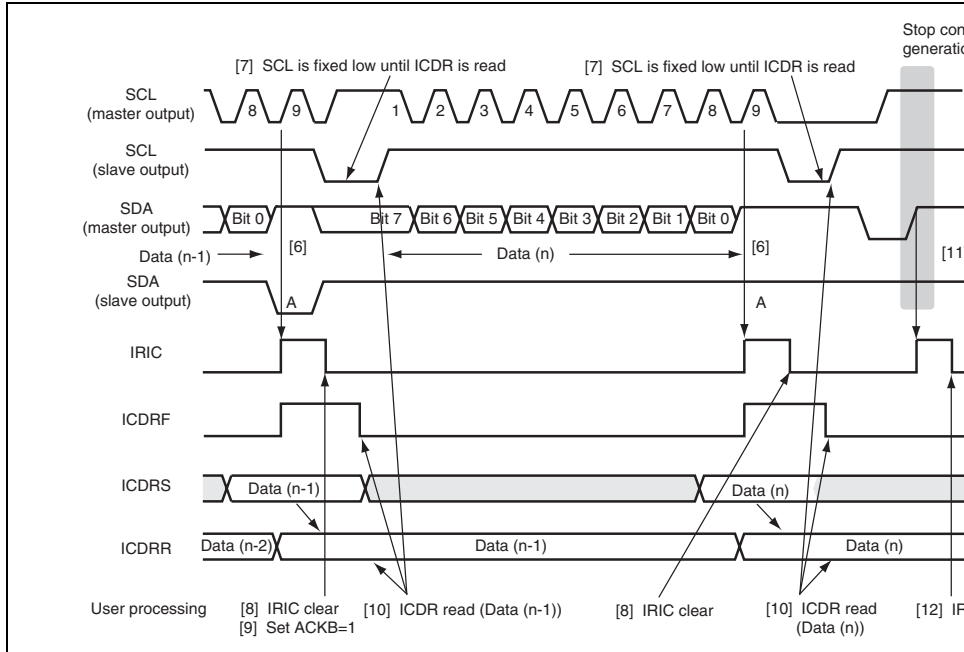 Stop con
generatio
[7] SCL is fixed low until ICDR is read
[7] SCL is fixed low until ICDR is read
SCL
(master output)
8 9 1 2 3 4 5 6 7 8 9
SCL
(slave output)
SDA
(master output)
Bit 0 Bit 7 Bit 6 Bit 5 Bit 4 Bit 3 Bit 2 Bit 1 Bit 0
Data (n-1) [6] Data (n) [6] [11
SDA
(slave output)
A A
IRIC
ICDRF
ICDRS Data (n-1) Data (n)
ICDRR Data (n-2) Data (n-1) Data (n)
User processing [8] IRIC clear [10] ICDR read (Data (n-1)) [8] IRIC clear [10] ICDR read [12] IR
[9] Set ACKB=1 (Data (n))